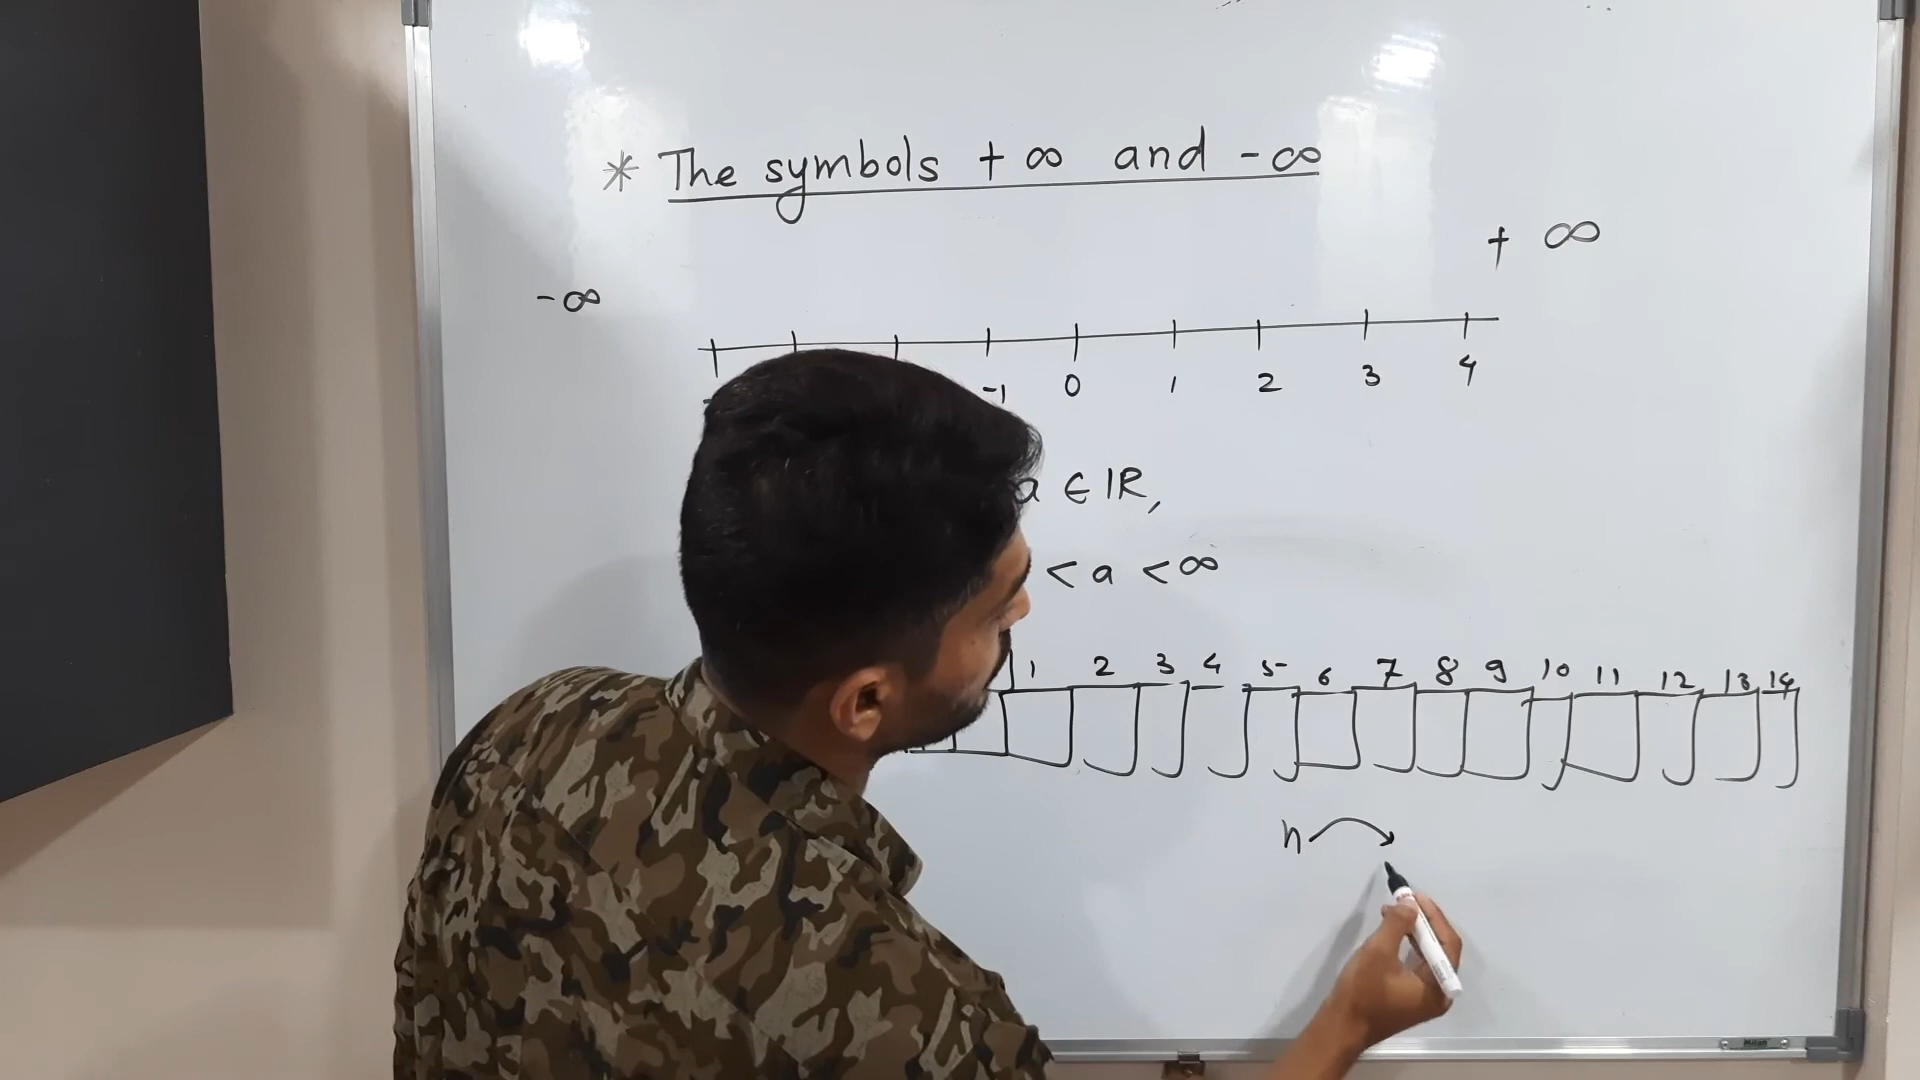 * The symbols + ∞ and - ∞
+ ∞
- ∞
-1 0 1 2 3 4
a ∈ IR,
< a < ∞
1 2 3 4 5 6 7 8 9 10 11 12 13 14
n
Milan